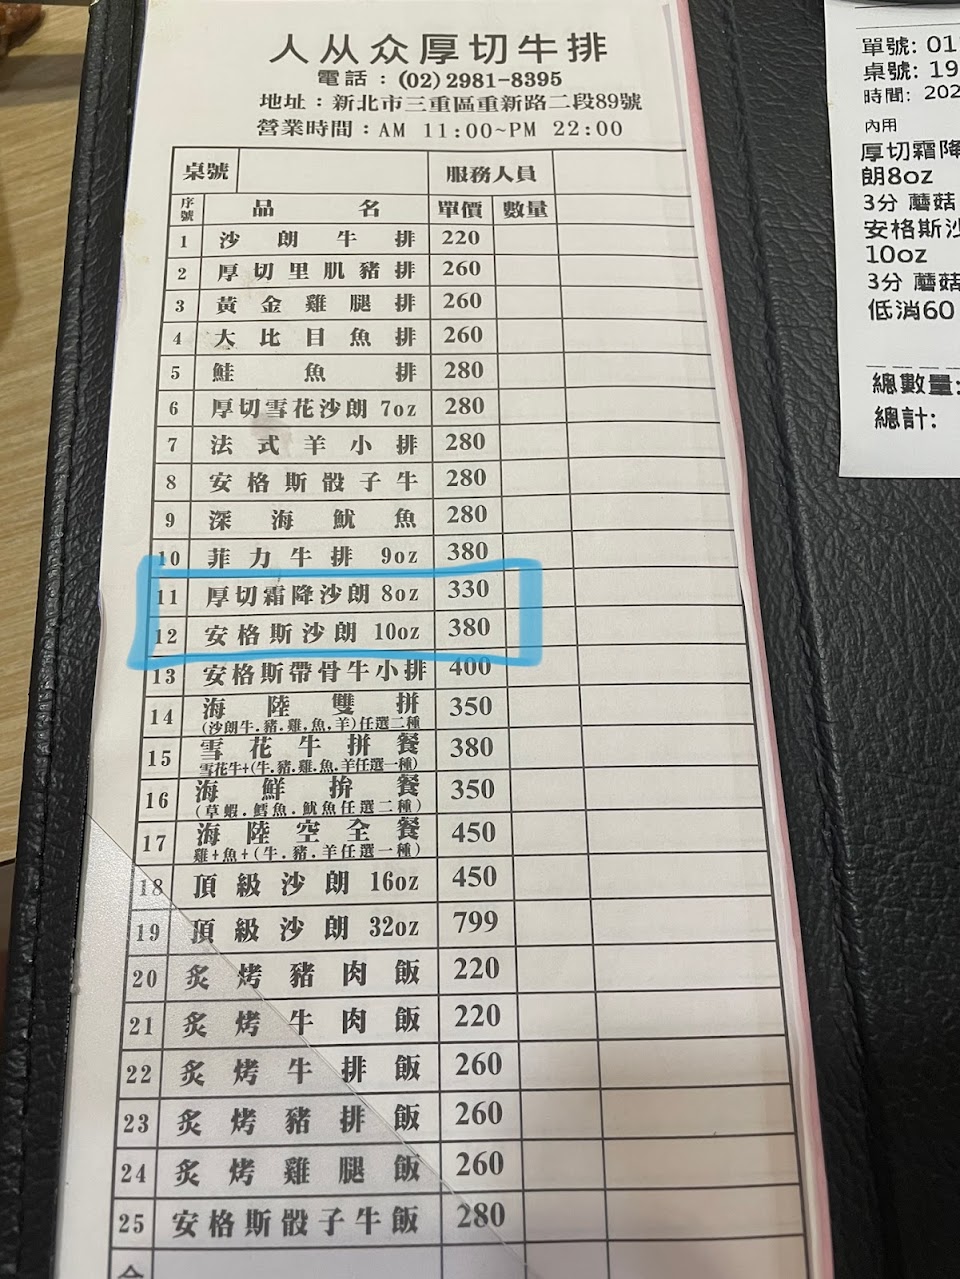 人从众厚切牛排
電話：(02)2981-8395
地址：新北市三重區重新路二段89號
營業時間：AM 11:00~PM 22:00
桌號 服務人員
序號 品名 單價 數量
1 沙朗牛排 220
2 厚切里肌豬排 260
3 黃金雞腿排 260
4 大比目魚排 260
5 鮭魚排 280
6 厚切雪花沙朗 7oz 280
7 法式羊小排 280
8 安格斯骰子牛 280
9 深海魷魚 280
10 菲力牛排 9oz 380
11 厚切霜降沙朗 8oz 330
12 安格斯沙朗 10oz 380
13 安格斯帶骨牛小排 400
14 海陸雙拼 350
(沙朗牛.豬.雞.魚,羊)任選二種
15 雪花牛拼餐 380
雪花牛+(牛.豬.雞.魚.羊任選一種)
16 海鮮拚餐 350
(草蝦.鱈魚.魷魚任選二種)
17 海陸空全餐 450
雞+魚+(牛.豬.羊任選一種)
18 頂級沙朗 16oz 450
19 頂級沙朗 32oz 799
20 炙烤豬肉飯 220
21 炙烤牛肉飯 220
22 炙烤牛排飯 260
23 炙烤豬排飯 260
24 炙烤雞腿飯 260
25 安格斯骰子牛飯 280
單號: 01
桌號: 19
時間: 202
內用
厚切霜降
朗8oz
3分 蘑菇
安格斯沙
10oz
3分 蘑菇
低消60
總數量:
總計: